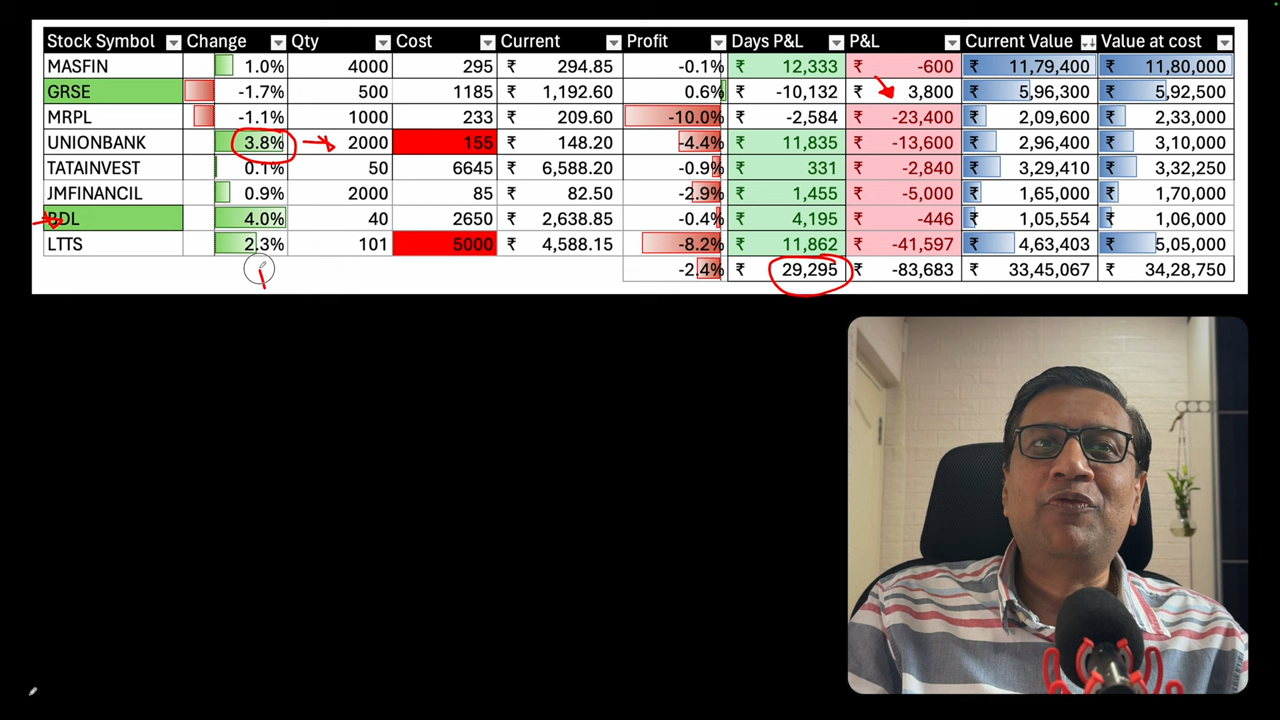 Stock Symbol Change Qty Cost Current Profit Days P&L P&L Current Value Value at cost
MASFIN 1.0% 4000 295 ₹ 294.85 -0.1% ₹ 12,333 ₹ -600 ₹ 11,79,400 ₹ 11,80,000
GRSE -1.7% 500 1185 ₹ 1,192.60 0.6% ₹ -10,132 ₹ 3,800 ₹ 5,96,300 ₹ 5,92,500
MRPL -1.1% 1000 233 ₹ 209.60 -10.0% ₹ -2,584 ₹ -23,400 ₹ 2,09,600 ₹ 2,33,000
UNIONBANK 3.8% 2000 155 ₹ 148.20 -4.4% ₹ 11,835 ₹ -13,600 ₹ 2,96,400 ₹ 3,10,000
TATAINVEST 0.1% 50 6645 ₹ 6,588.20 -0.9% ₹ 331 ₹ -2,840 ₹ 3,29,410 ₹ 3,32,250
JMFINANCIL 0.9% 2000 85 ₹ 82.50 -2.9% ₹ 1,455 ₹ -5,000 ₹ 1,65,000 ₹ 1,70,000
BDL 4.0% 40 2650 ₹ 2,638.85 -0.4% ₹ 4,195 ₹ -446 ₹ 1,05,554 ₹ 1,06,000
LTTS 2.3% 101 5000 ₹ 4,588.15 -8.2% ₹ 11,862 ₹ -41,597 ₹ 4,63,403 ₹ 5,05,000
-2.4% ₹ 29,295 ₹ -83,683 ₹ 33,45,067 ₹ 34,28,750